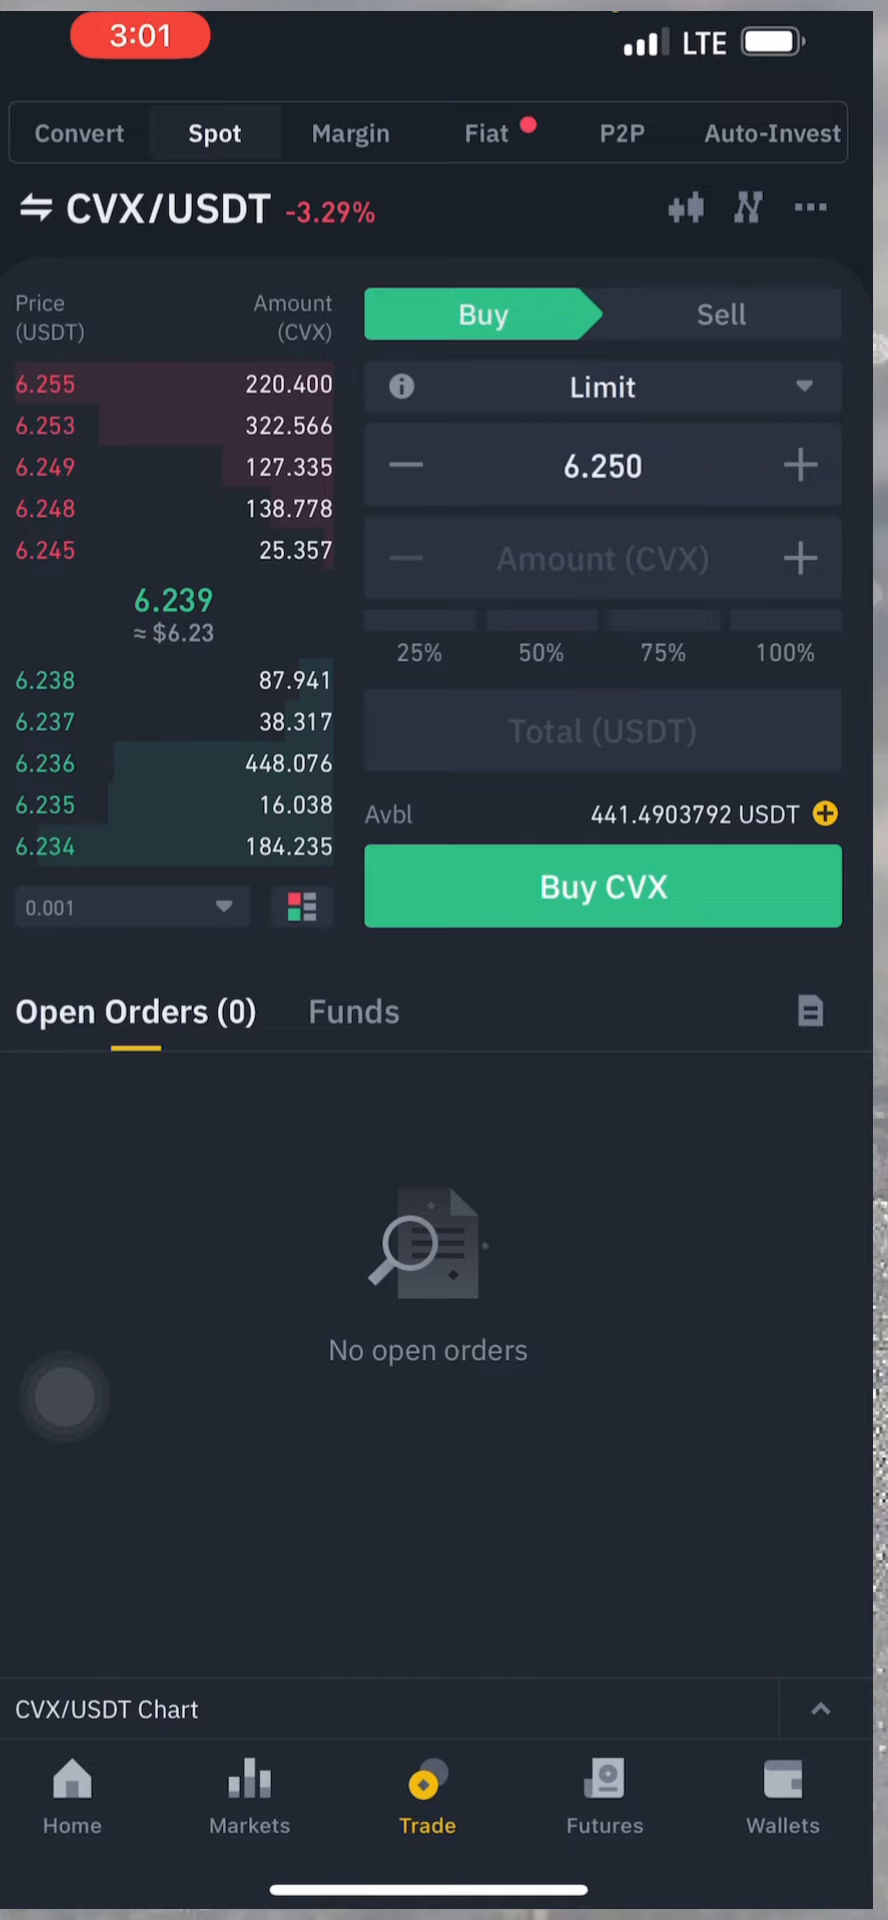 3:01
LTE
Convert Spot Margin Fiat P2P Auto-Invest
CVX/USDT -3.29%
Price (USDT)
Amount (CVX)
6.255 220.400
6.253 322.566
6.249 127.335
6.248 138.778
6.245 25.357
6.239
≈ $6.23
6.238 87.941
6.237 38.317
6.236 448.076
6.235 16.038
6.234 184.235
0.001
Buy Sell
Limit
6.250
Amount (CVX)
25% 50% 75% 100%
Total (USDT)
Avbl 441.4903792 USDT
Buy CVX
Open Orders (0) Funds
No open orders
CVX/USDT Chart
Home Markets Trade Futures Wallets